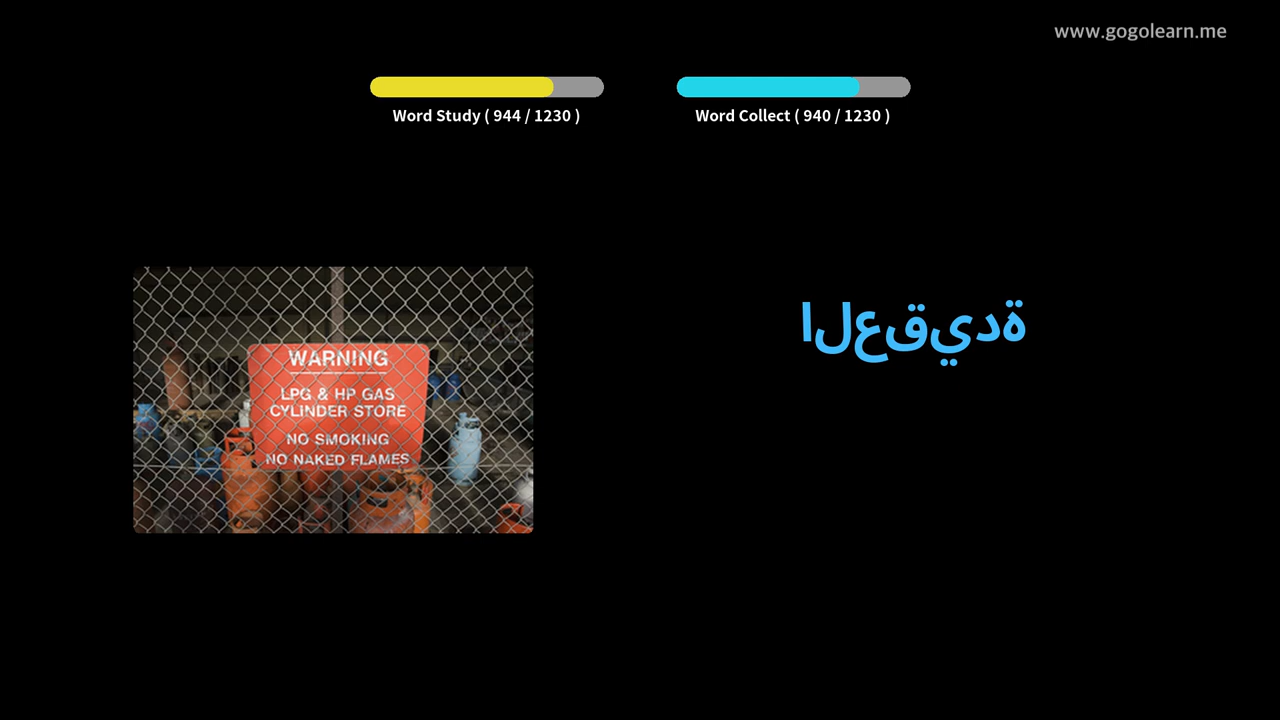 www.gogolearn.me
Word Study ( 944 / 1230 )
Word Collect ( 940 / 1230 )
العقيدة
WARNING
LPG & HP GAS
CYLINDER STORE
NO SMOKING
NO NAKED FLAMES